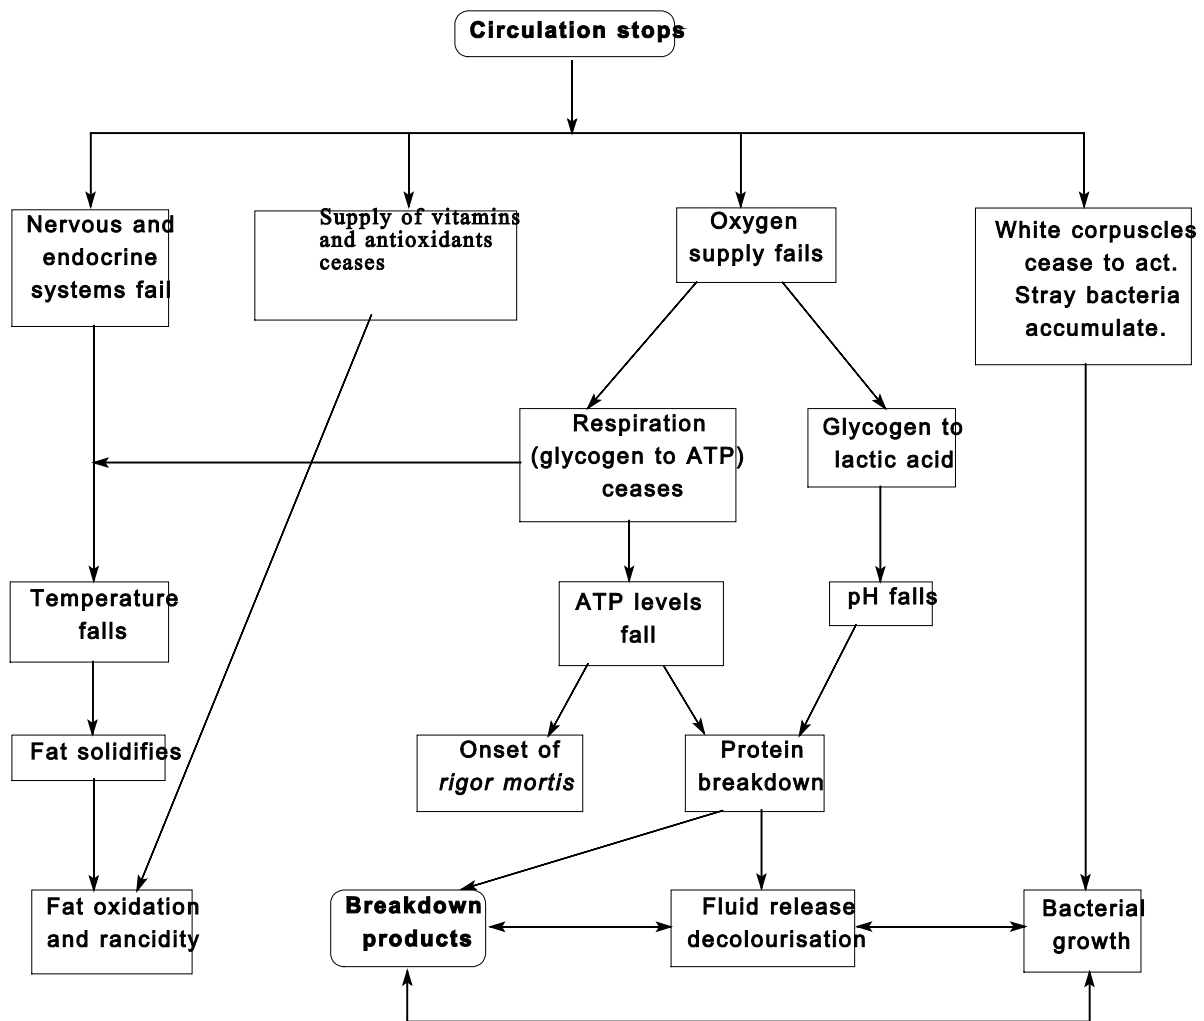 Circulation stops
Nervous and
endocrine
systems fail
Supply of vitamins
and antioxidants
ceases
Oxygen
supply fails
White corpuscles
cease to act.
Stray bacteria
accumulate.
Respiration
(glycogen to ATP)
ceases
Glycogen to
lactic acid
Temperature
falls
ATP levels
fall
pH falls
Fat solidifies
Onset of
rigor mortis
Protein
breakdown
Fat oxidation
and rancidity
Breakdown
products
Fluid release
decolourisation
Bacterial
growth